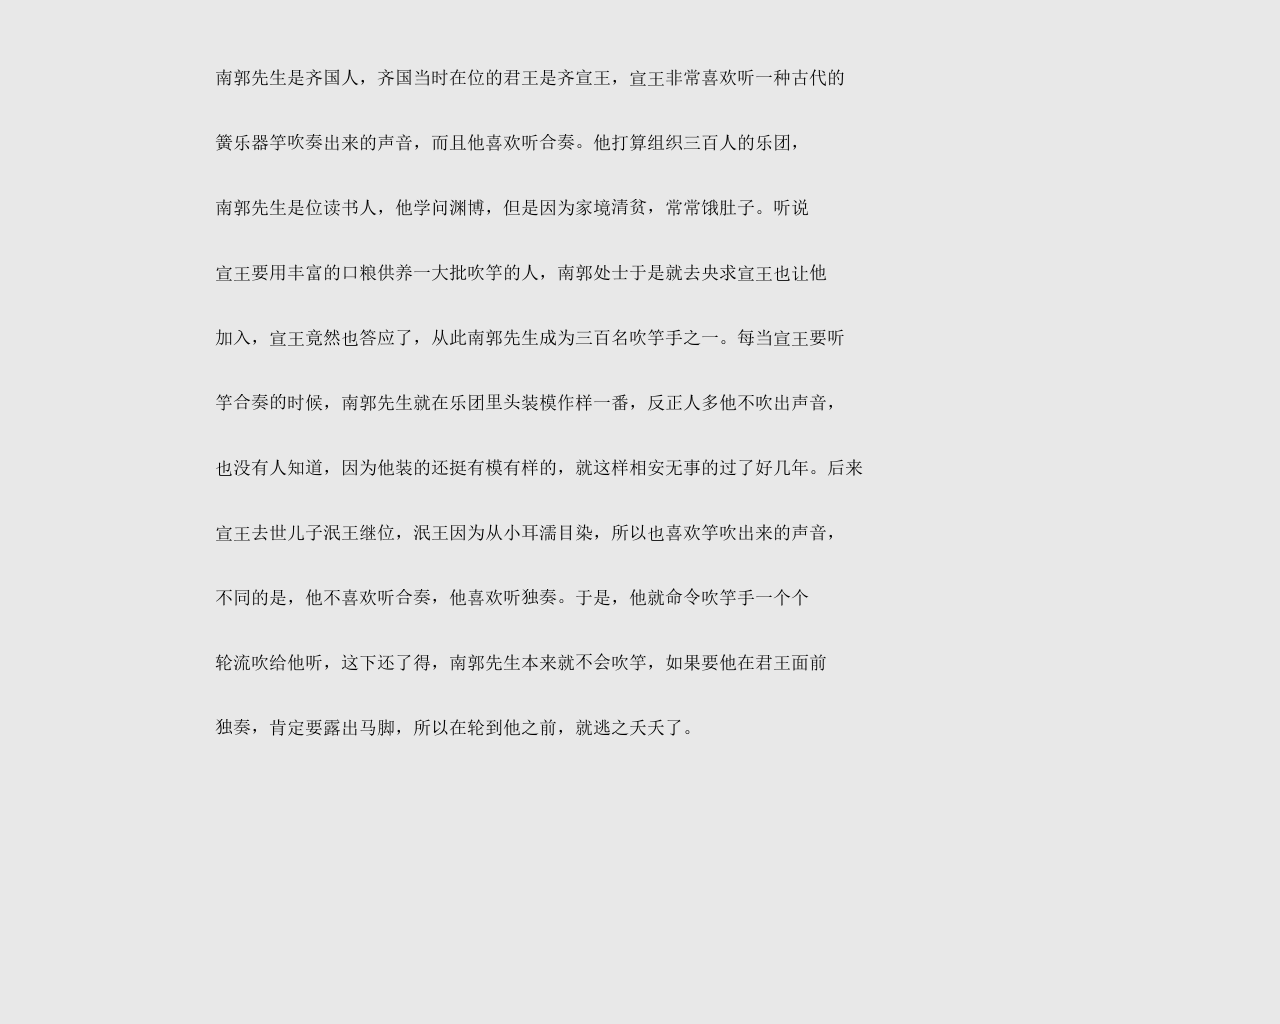 南郭先生是齐国人，齐国当时在位的君王是齐宣王，宣王非常喜欢听一种古代的
簧乐器竽吹奏出来的声音，而且他喜欢听合奏。他打算组织三百人的乐团，
南郭先生是位读书人，他学问渊博，但是因为家境清贫，常常饿肚子。听说
宣王要用丰富的口粮供养一大批吹竽的人，南郭处士于是就去央求宣王也让他
加入，宣王竟然也答应了，从此南郭先生成为三百名吹竽手之一。每当宣王要听
竽合奏的时候，南郭先生就在乐团里头装模作样一番，反正人多他不吹出声音，
也没有人知道，因为他装的还挺有模有样的，就这样相安无事的过了好几年。后来
宣王去世儿子泯王继位，泯王因为从小耳濡目染，所以也喜欢竽吹出来的声音，
不同的是，他不喜欢听合奏，他喜欢听独奏。于是，他就命令吹竽手一个个
轮流吹给他听，这下还了得，南郭先生本来就不会吹竽，如果要他在君王面前
独奏，肯定要露出马脚，所以在轮到他之前，就逃之夭夭了。